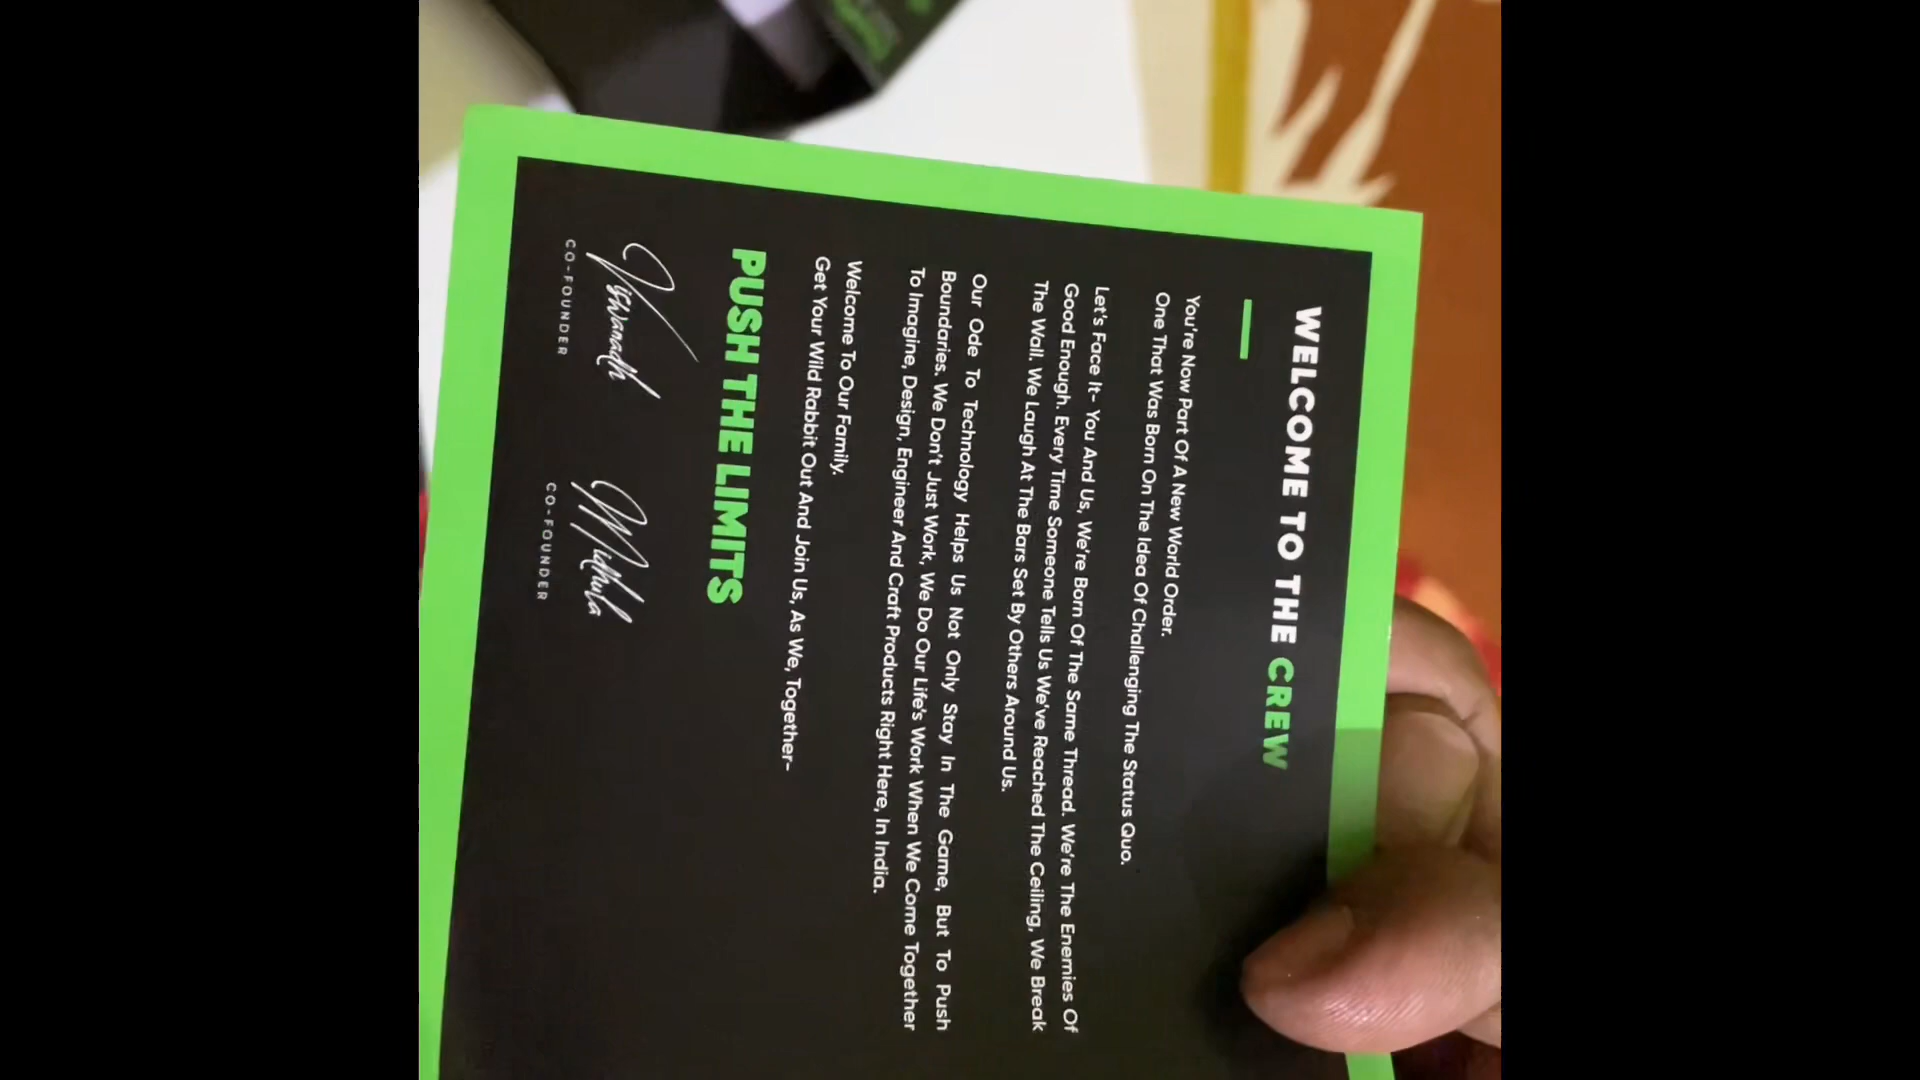 WELCOME TO THE CREW
You're Now Part Of A New World Order.
One That Was Born On The Idea Of Challenging The Status Quo.
Let's Face It- You And Us, We're Born Of The Same Thread. We're The Enemies Of
Good Enough. Every Time Someone Tells Us We've Reached The Ceiling, We Break
The Wall. We Laugh At The Bars Set By Others Around Us.
Our Ode To Technology Helps Us Not Only Stay In The Game, But To Push
Boundaries. We Don't Just Work, We Do Our Life's Work When We Come Together
To Imagine, Design, Engineer And Craft Products Right Here, In India.
Welcome To Our Family.
Get Your Wild Rabbit Out And Join Us, As We, Together-
PUSH THE LIMITS
Viswanadh
CO-FOUNDER
Midhula
CO-FOUNDER